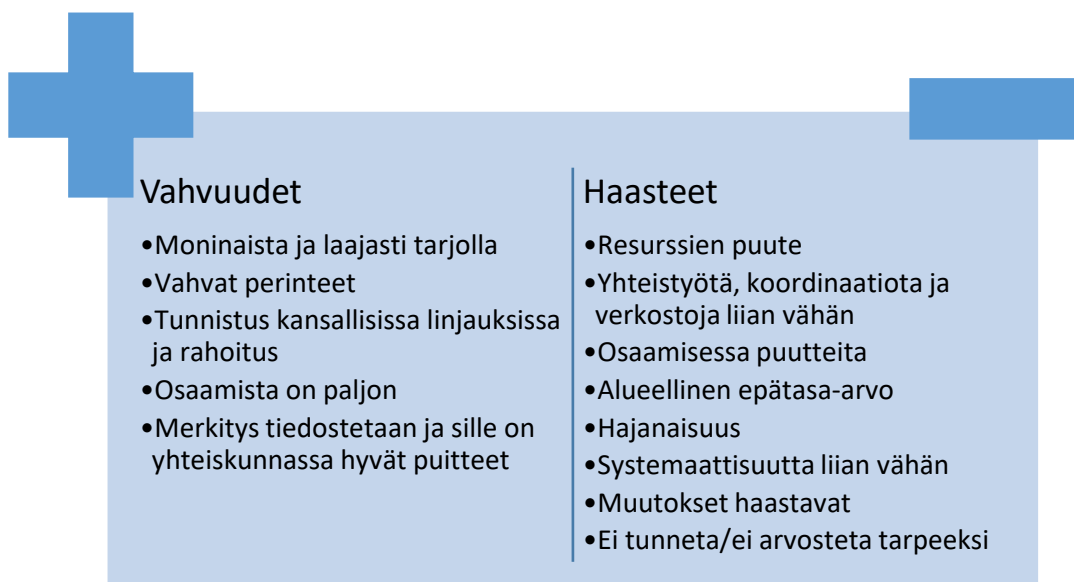 Vahvuudet
•Moninaista ja laajasti tarjolla
•Vahvat perinteet
•Tunnistus kansallisissa linjauksissa
ja rahoitus
•Osaamista on paljon
•Merkitys tiedostetaan ja sille on
yhteiskunnassa hyvät puitteet
Haasteet
•Resurssien puute
•Yhteistyötä, koordinaatiota ja
verkostoja liian vähän
•Osaamisessa puutteita
•Alueellinen epätasa-arvo
•Hajanaisuus
•Systemaattisuutta liian vähän
•Muutokset haastavat
•Ei tunneta/ei arvosteta tarpeeksi